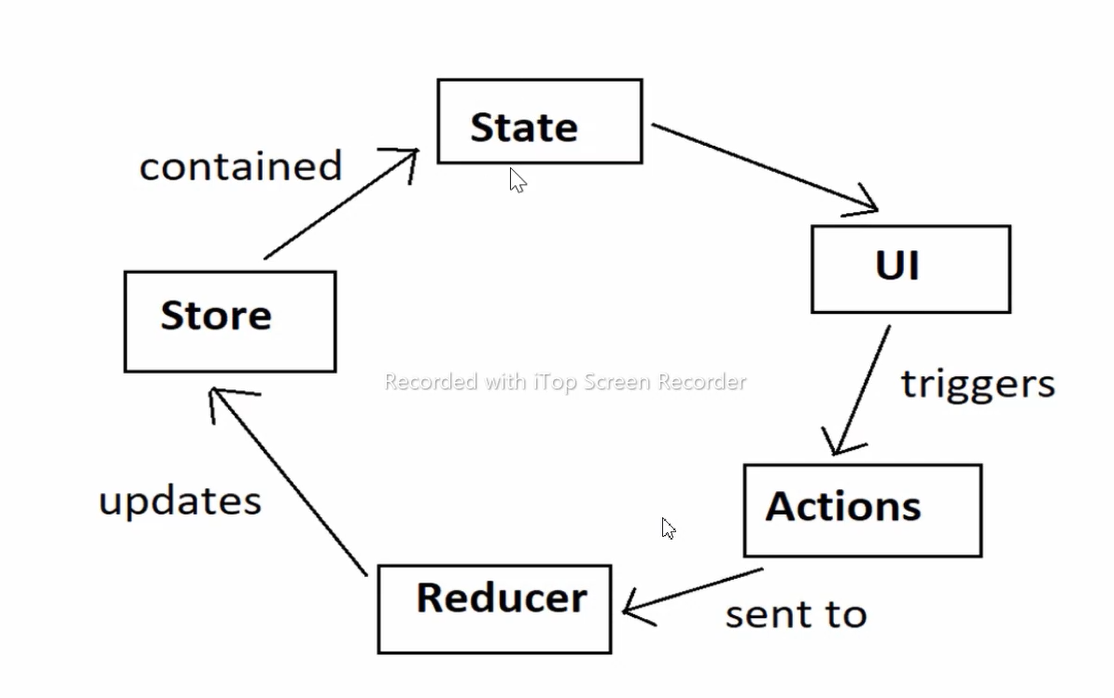 State
contained
UI
Store
Recorded with iTop Screen Recorder
triggers
updates
Actions
Reducer
sent to